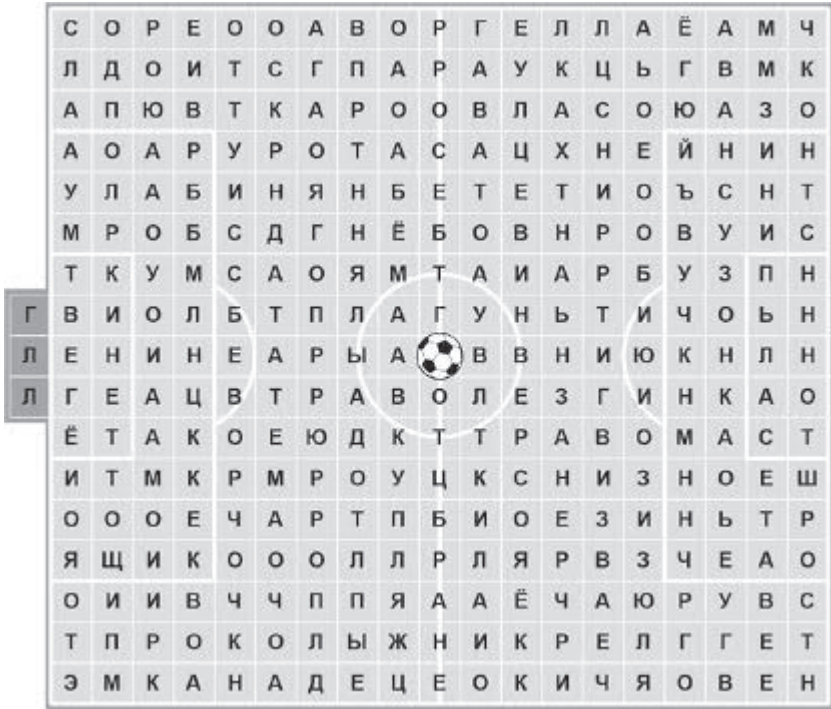 С О Р Е О О А В О Р Г Е Л Л А Ё А М Ч
Л Д О И Т С Г П А Р А У К Ц Ь Г В М К
А П Ю В Т К А Р О О В Л А С О Ю А З О
А О А Р У Р О Т А С А Ц Х Н Е Й Н И Н
У Л А Б И Н Я Н Б Е Т Е Т И О Ъ С Н Т
М Р О Б С Д Г Н Ё Б О В Н Р О В У И С
Т К У М С А О Я М Т А И А Р Б У З П Н
Г В И О Л Б Т П Л А Г У Н Ь Т И Ч О Ь Н
Л Е Н И Н Е А Р Ы А В В Н И Ю К Н Л Н
Л Г Е А Ц В Т Р А В О Л Е З Г И Н К А О
Ё Т А К О Е Ю Д К Т Т Р А В О М А С Т
И Т М К Р М Р О У Ц К С Н И З Н О Е Ш
О О О Е Ч А Р Т П Б И О Е З И Н Ь Т Р
Я Щ И К О О О Л Л Р Л Я Р В З Ч Е А О
О И И В Ч Ч П П Я А А Ё Ч А Ю Р У В С
Т П Р О К О Л Ы Ж Н И К Р Е Л Г Г Е Т
Э М К А Н А Д Е Ц Е О К И Ч Я О В Е Н